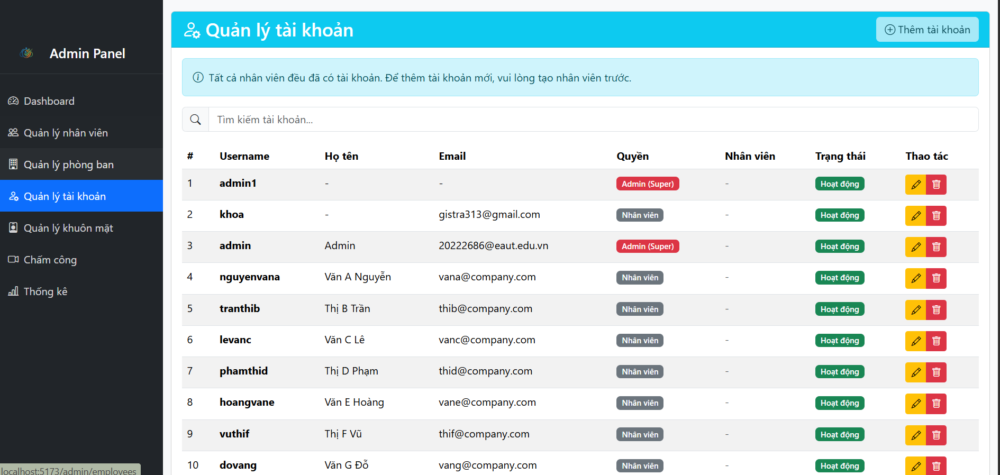 Admin Panel
Dashboard
Quản lý nhân viên
Quản lý phòng ban
Quản lý tài khoản
Quản lý khuôn mặt
Chấm công
Thống kê
localhost:5173/admin/employees
Quản lý tài khoản
Thêm tài khoản
Tất cả nhân viên đều đã có tài khoản. Để thêm tài khoản mới, vui lòng tạo nhân viên trước.
Tìm kiếm tài khoản...
# Username Họ tên Email Quyền Nhân viên Trạng thái Thao tác
1 admin1 - - Admin (Super) - Hoạt động
2 khoa - gistra313@gmail.com Nhân viên - Hoạt động
3 admin Admin 20222686@eaut.edu.vn Admin (Super) - Hoạt động
4 nguyenvana Văn A Nguyễn vana@company.com Nhân viên - Hoạt động
5 tranthib Thị B Trần thib@company.com Nhân viên - Hoạt động
6 levanc Văn C Lê vanc@company.com Nhân viên - Hoạt động
7 phamthid Thị D Phạm thid@company.com Nhân viên - Hoạt động
8 hoangvane Văn E Hoàng vane@company.com Nhân viên - Hoạt động
9 vuthif Thị F Vũ thif@company.com Nhân viên - Hoạt động
10 dovang Văn G Đỗ vang@company.com Nhân viên - Hoạt động